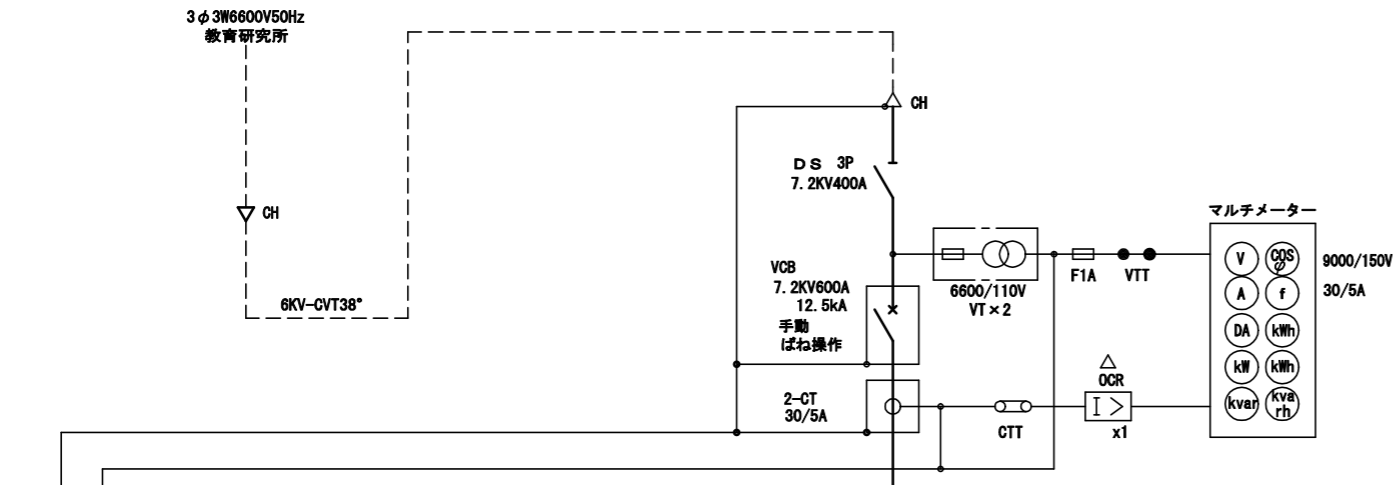 3φ3W6600V50Hz
教育研究所
CH
6KV-CVT38°
CH
DS 3P
7.2KV400A
VCB
7.2KV600A
12.5kA
手動
ばね操作
6600/110V
VT×2
F1A
VTT
マルチメーター
V
COS
φ
A
f
DA
kWh
kW
kWh
kvar
kva
rh
9000/150V
30/5A
2-CT
30/5A
CTT
OCR
I >
x1